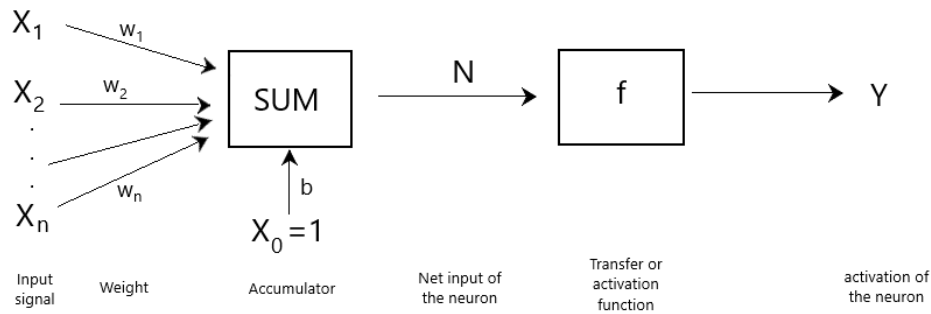 X₁
w₁
X₂
w₂
SUM
N
f
Y
.
.
.
wₙ
b
Xₙ
X₀ =1
Input
signal
Weight
Accumulator
Net input of
the neuron
Transfer or
activation
function
activation of
the neuron